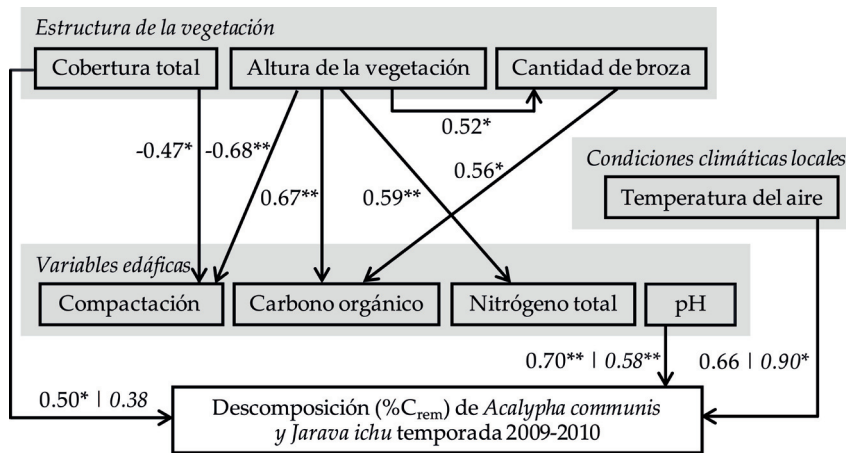 Estructura de la vegetación
Cobertura total
Altura de la vegetación
Cantidad de broza
0.52*
-0.47*
-0.68**
0.67**
0.59**
0.56*
Condiciones climáticas locales
Temperatura del aire
Variables edáficas
Compactación
Carbono orgánico
Nitrógeno total
pH
0.70** | 0.58**
0.66 | 0.90*
0.50* | 0.38
Descomposición (%Crem) de Acalypha communis
y Jarava ichu temporada 2009-2010